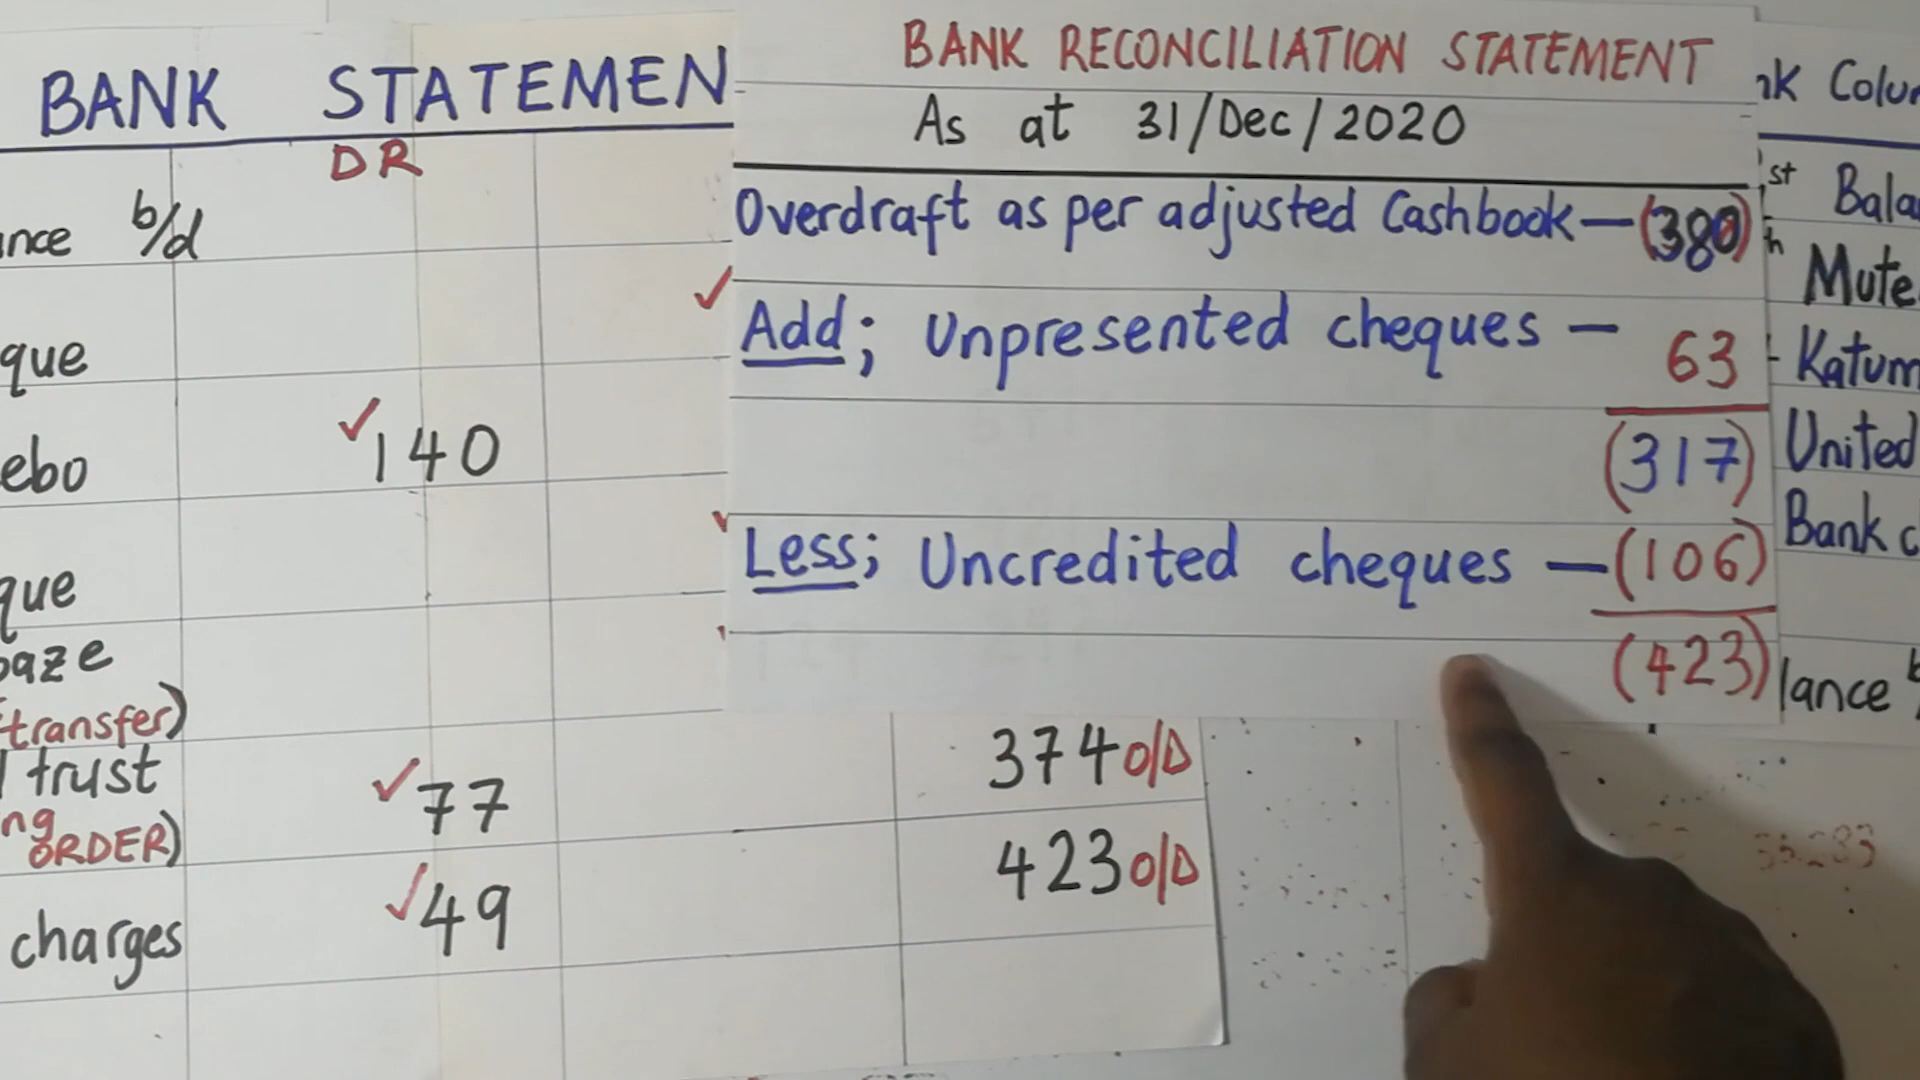 BANK STATEMEN
DR
nce b/d
que
ebo ✓140
que
aze
transfer)
trust ✓77 374 O/D
ng
ORDER)
charges ✓49 423 O/D
BANK RECONCILIATION STATEMENT
As at 31/Dec/2020
Overdraft as per adjusted Cashbook — (380)
Add; Unpresented cheques — 63
(317)
Less; Uncredited cheques — (106)
(423)
k Colu
st Bala
h Mute
Katum
United
Bank c
lance b